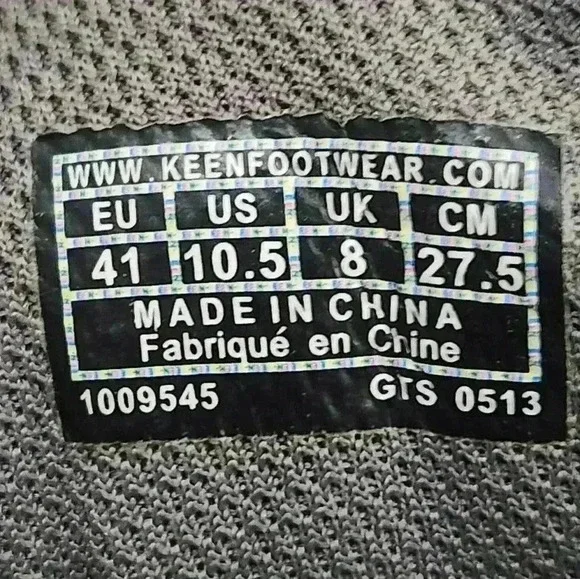 WWW.KEENFOOTWEAR.COM
EU US UK CM
41 10.5 8 27.5
MADE IN CHINA
Fabriqué en Chine
1009545 GTS 0513